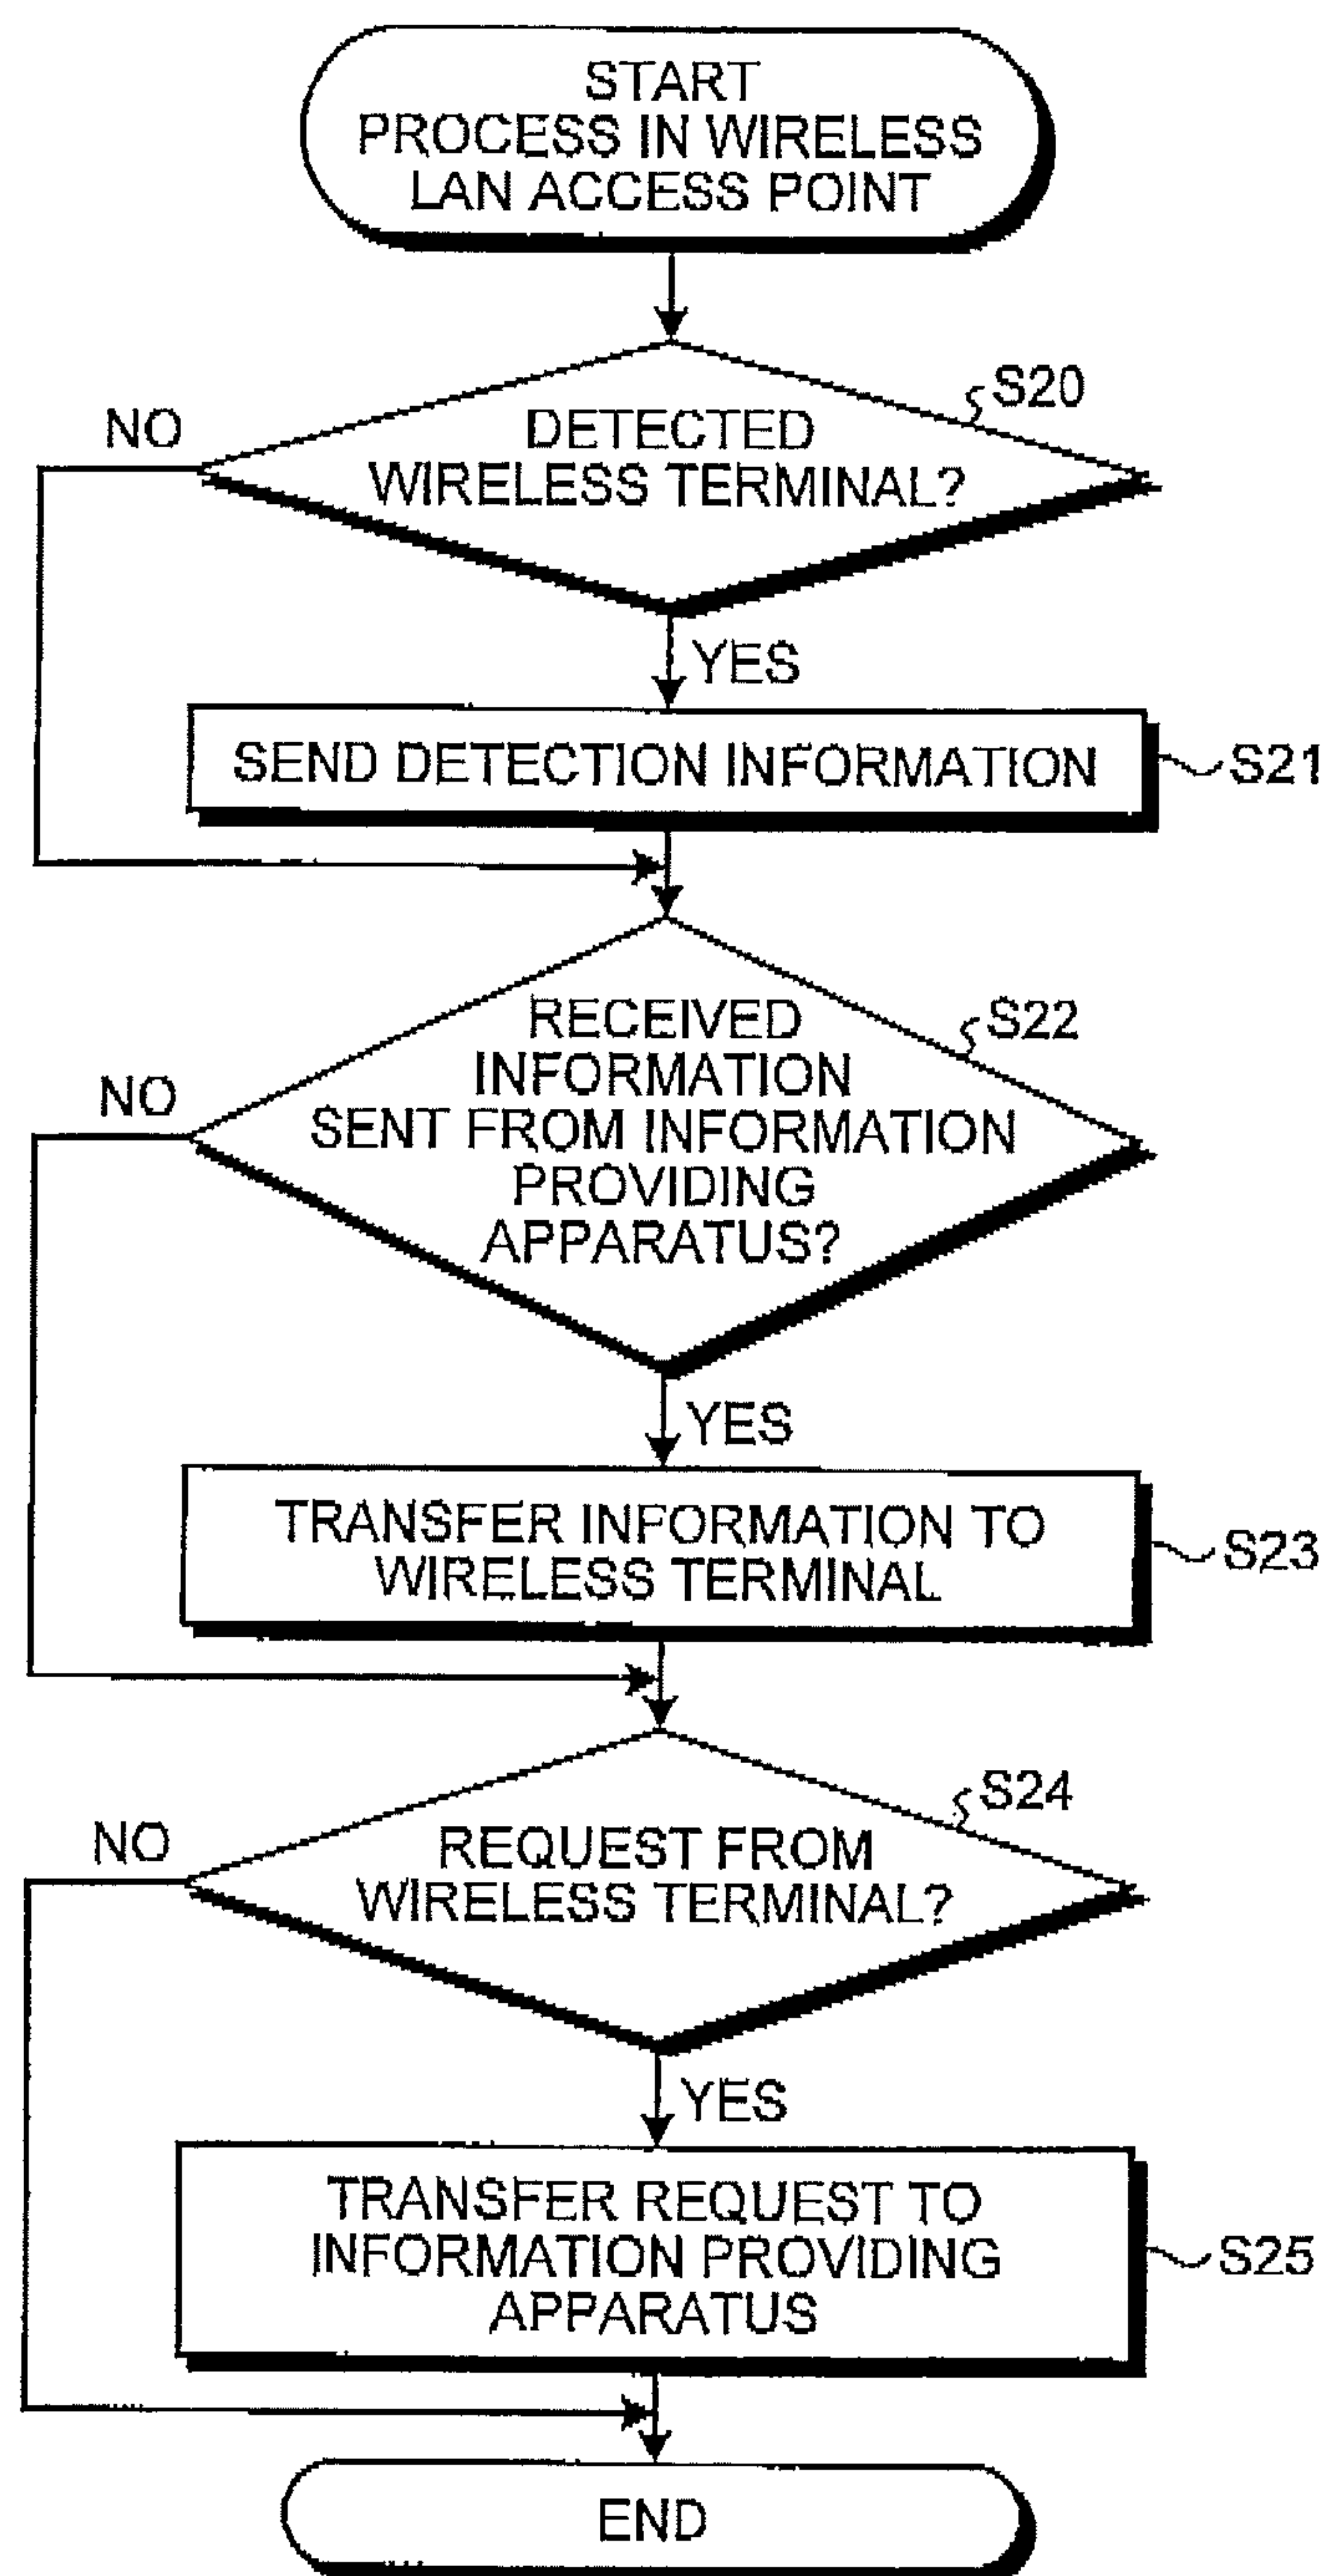 START
PROCESS IN WIRELESS
LAN ACCESS POINT
S20
NO
DETECTED
WIRELESS TERMINAL?
YES
SEND DETECTION INFORMATION
S21
S22
RECEIVED
INFORMATION
NO
SENT FROM INFORMATION
PROVIDING
APPARATUS?
YES
TRANSFER INFORMATION TO
WIRELESS TERMINAL
S23
S24
NO
REQUEST FROM
WIRELESS TERMINAL?
YES
TRANSFER REQUEST TO
INFORMATION PROVIDING
APPARATUS
S25
END